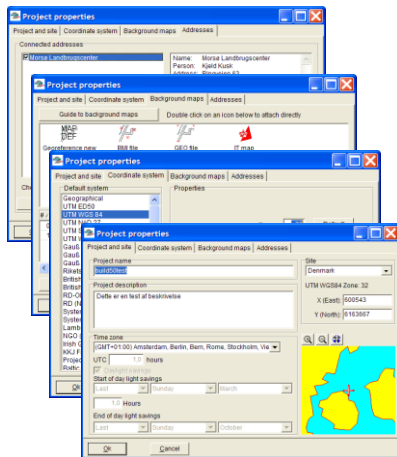 Project properties
Project and site Coordinate system Background maps Addresses
Connected addresses
Morsø Landbrugscenter
Name: Morsø Landbrugscenter
Person: Kjeld Kusk
Project properties
Project and site Coordinate system Background maps Addresses
Guide to background maps
Double click on an icon below to attach directly
MAP
DEF
Georeference new
BMI file
GEO file
IT map
Project properties
Project and site Coordinate system Background maps Addresses
Default system
Properties
Geographical
UTM ED50
UTM WGS 84
Project properties
Project and site Coordinate system Background maps Addresses
Project name
build50test
Project description
Dette er en test af beskrivelse
Site
Denmark
UTM WGS84 Zone: 32
X (East): 600543
Y (North): 6163667
Time zone
(GMT+01:00) Amsterdam, Berlin, Bern, Rome, Stockholm, Vie
UTC 1.0 hours
Daylight savings
Start of day light savings
Last Sunday March
1.0 Hours
End of day light savings
Last Sunday October
Ok
Cancel